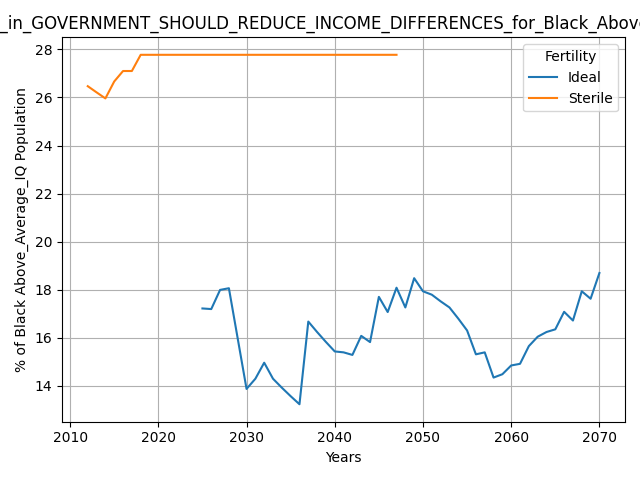 _in_GOVERNMENT_SHOULD_REDUCE_INCOME_DIFFERENCES_for_Black_Above
28
26
24
22
20
18
16
14
% of Black Above_Average_IQ Population
Fertility
Ideal
Sterile
2010 2020 2030 2040 2050 2060 2070
Years